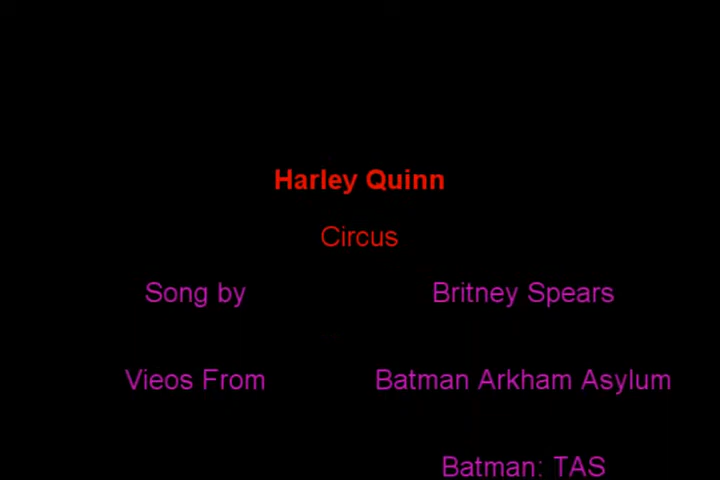 Harley Quinn
Circus
Song by Britney Spears
Vieos From Batman Arkham Asylum
Batman: TAS